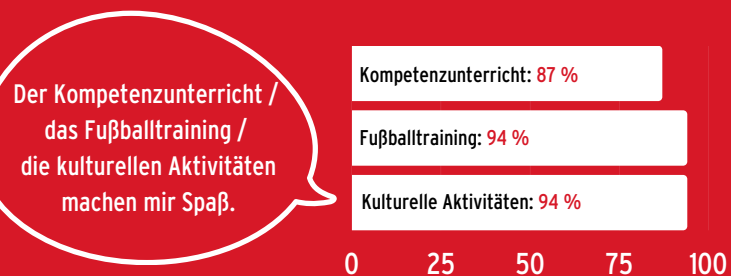 Der Kompetenzunterricht /
das Fußballtraining /
die kulturellen Aktivitäten
machen mir Spaß.
Kompetenzunterricht: 87 %
Fußballtraining: 94 %
Kulturelle Aktivitäten: 94 %
0 25 50 75 100